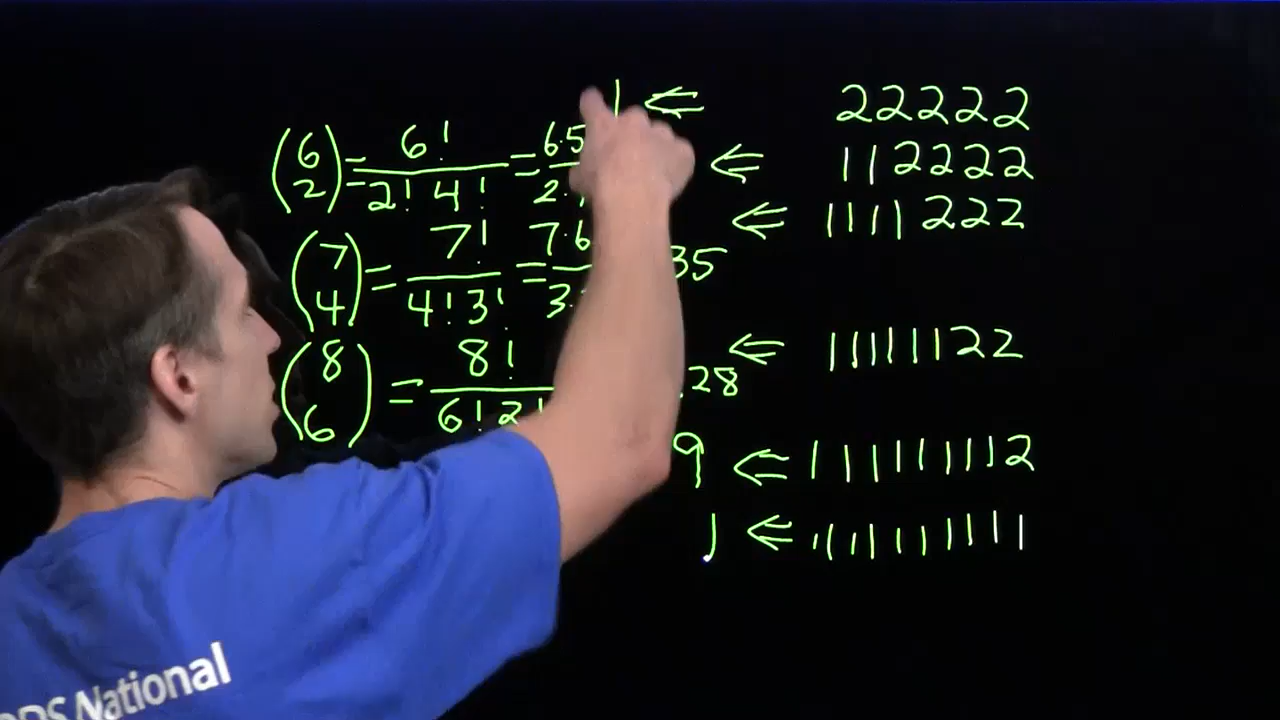 1 ⇐ 22222
(6 2) = 6!/2!4! = 6·5/2· ⇐ 112222
⇐ 1111222
(7 4) = 7!/4!3! = 7·6/3· 35
⇐ 11111122
(8 6) = 8!/6!2! 28
9 ⇐ 111111112
1 ⇐ 1111111111
National